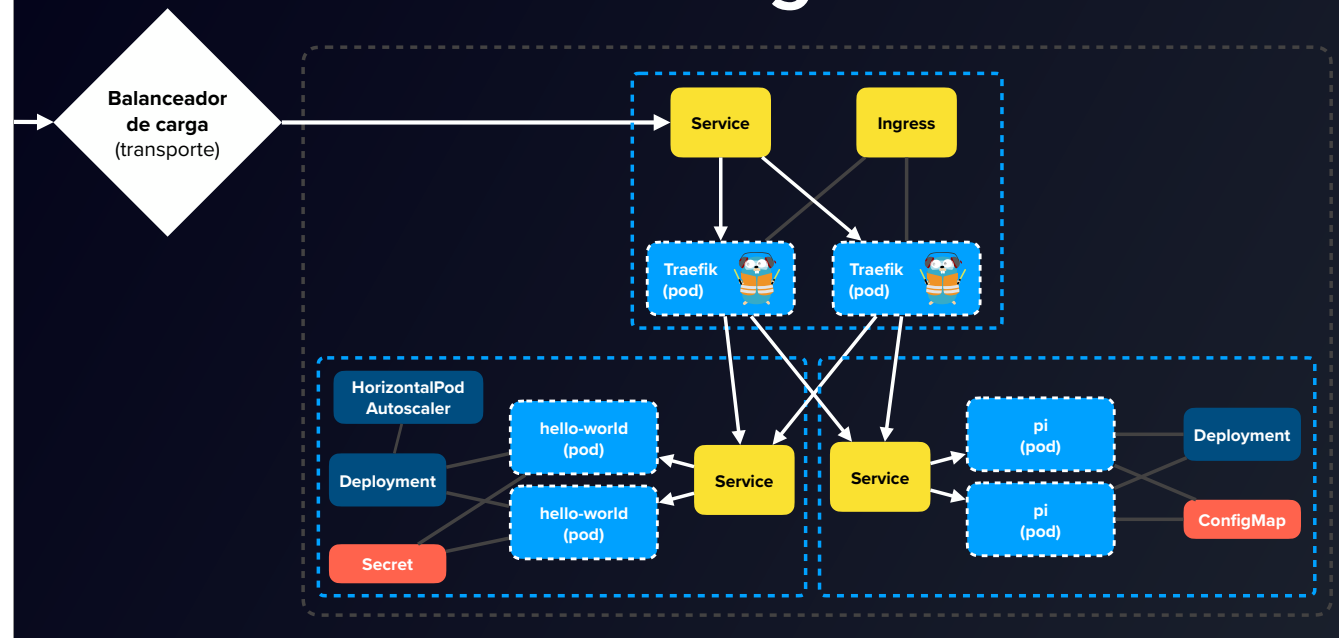 Balanceador
de carga
(transporte)
Service
Ingress
Traefik
(pod)
Traefik
(pod)
HorizontalPod
Autoscaler
Deployment
Secret
hello-world
(pod)
hello-world
(pod)
Service
Service
pi
(pod)
pi
(pod)
Deployment
ConfigMap